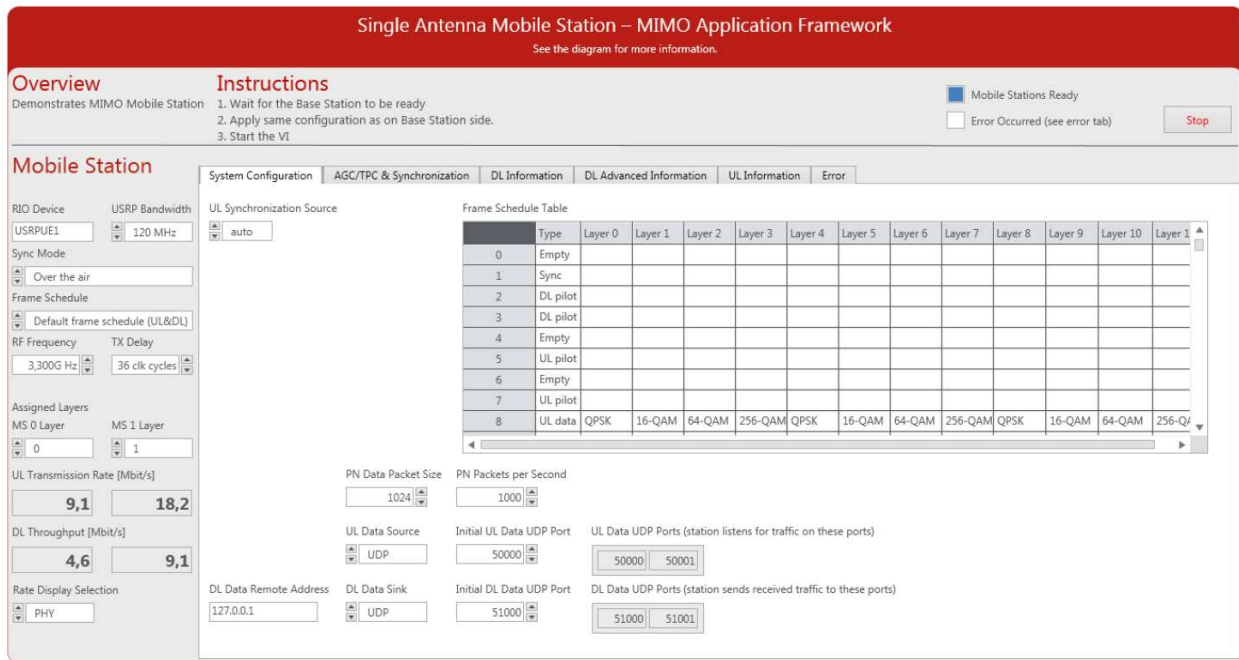 Single Antenna Mobile Station – MIMO Application Framework
See the diagram for more information.
Overview
Demonstrates MIMO Mobile Station
Instructions
1. Wait for the Base Station to be ready
2. Apply same configuration as on Base Station side.
3. Start the VI
Mobile Stations Ready
Error Occurred (see error tab)
Stop
Mobile Station
RIO Device USRP Bandwidth
USRPUE1 120 MHz
Sync Mode
Over the air
Frame Schedule
Default frame schedule (UL&DL)
RF Frequency TX Delay
3,300G Hz 36 clk cycles
Assigned Layers
MS 0 Layer MS 1 Layer
0 1
UL Transmission Rate [Mbit/s]
9,1 18,2
DL Throughput [Mbit/s]
4,6 9,1
Rate Display Selection
PHY
System Configuration AGC/TPC & Synchronization DL Information DL Advanced Information UL Information Error
UL Synchronization Source
auto
Frame Schedule Table
Type Layer 0 Layer 1 Layer 2 Layer 3 Layer 4 Layer 5 Layer 6 Layer 7 Layer 8 Layer 9 Layer 10 Layer 1
0 Empty
1 Sync
2 DL pilot
3 DL pilot
4 Empty
5 UL pilot
6 Empty
7 UL pilot
8 UL data QPSK 16-QAM 64-QAM 256-QAM QPSK 16-QAM 64-QAM 256-QAM QPSK 16-QAM 64-QAM 256-QA
PN Data Packet Size PN Packets per Second
1024 1000
UL Data Source Initial UL Data UDP Port UL Data UDP Ports (station listens for traffic on these ports)
UDP 50000 50000 50001
DL Data Remote Address DL Data Sink Initial DL Data UDP Port DL Data UDP Ports (station sends received traffic to these ports)
127.0.0.1 UDP 51000 51000 51001